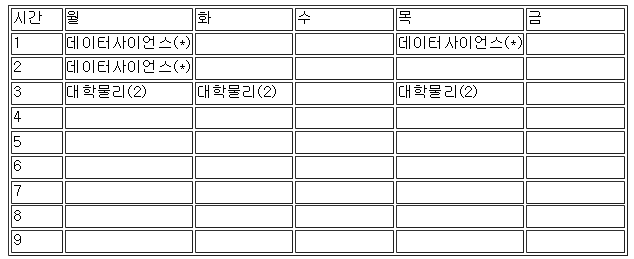 시간 월 화 수 목 금
1 데이터사이언스(*) 데이터사이언스(*)
2 데이터사이언스(*)
3 대학물리(2) 대학물리(2) 대학물리(2)
4
5
6
7
8
9